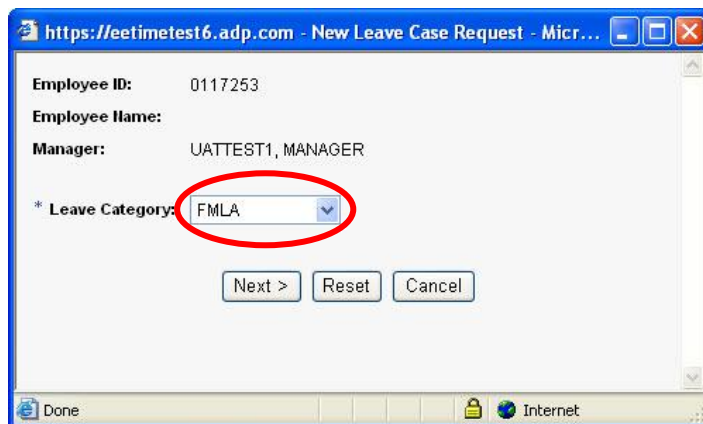 https://eetimetest6.adp.com - New Leave Case Request - Micr...
Employee ID: 0117253
Employee Name:
Manager: UATTEST1, MANAGER
* Leave Category: FMLA
Next > Reset Cancel
Done Internet